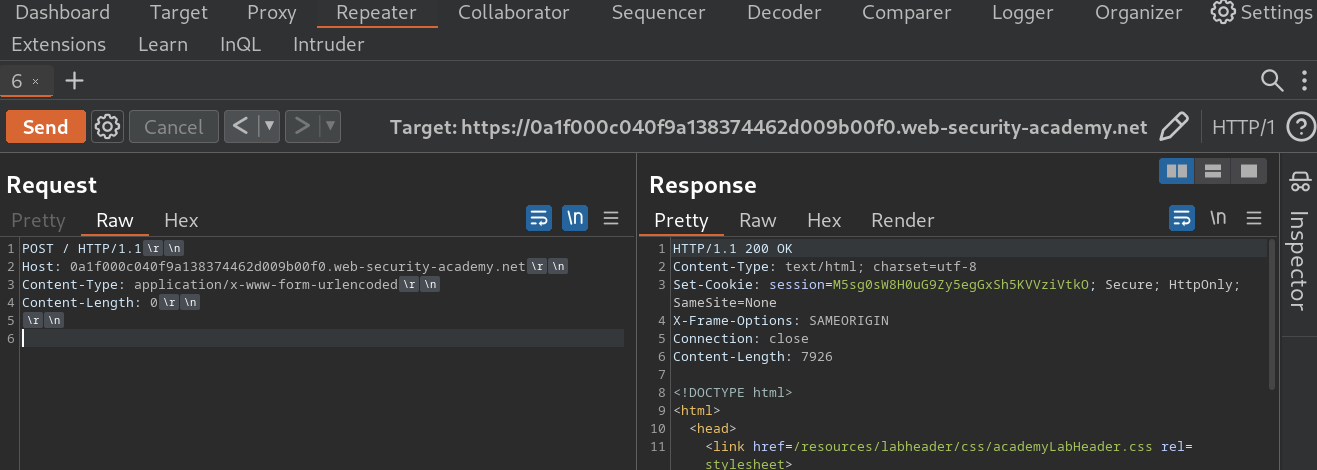 Dashboard Target Proxy Repeater Collaborator Sequencer Decoder Comparer Logger Organizer Settings
Extensions Learn InQL Intruder
6 × +
Send Cancel < ▼ > ▼ Target: https://0a1f000c040f9a138374462d009b00f0.web-security-academy.net HTTP/1 ?
Request
Pretty Raw Hex \n
1 POST / HTTP/1.1 \r \n
2 Host: 0a1f000c040f9a138374462d009b00f0.web-security-academy.net \r \n
3 Content-Type: application/x-www-form-urlencoded \r \n
4 Content-Length: 0 \r \n
5 \r \n
6
Response
Pretty Raw Hex Render \n
1 HTTP/1.1 200 OK
2 Content-Type: text/html; charset=utf-8
3 Set-Cookie: session=M5sg0sW8H0uG9Zy5egGxSh5KVVziVtkO; Secure; HttpOnly;
SameSite=None
4 X-Frame-Options: SAMEORIGIN
5 Connection: close
6 Content-Length: 7926
7
8 <!DOCTYPE html>
9 <html>
10 <head>
11 <link href=/resources/labheader/css/academyLabHeader.css rel=
stylesheet>
Inspector